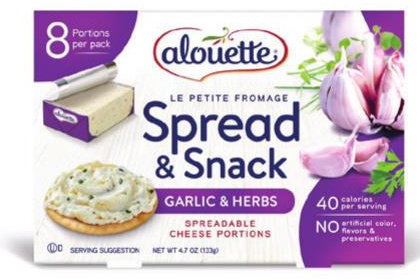 8 Portions
per pack
alouette
alouette
LE PETITE FROMAGE
Spread
& Snack
GARLIC & HERBS
SPREADABLE
CHEESE PORTIONS
40 calories
per serving
NO artificial color,
flavors &
preservatives
U D SERVING SUGGESTION NET WT 4.7 OZ (133g)